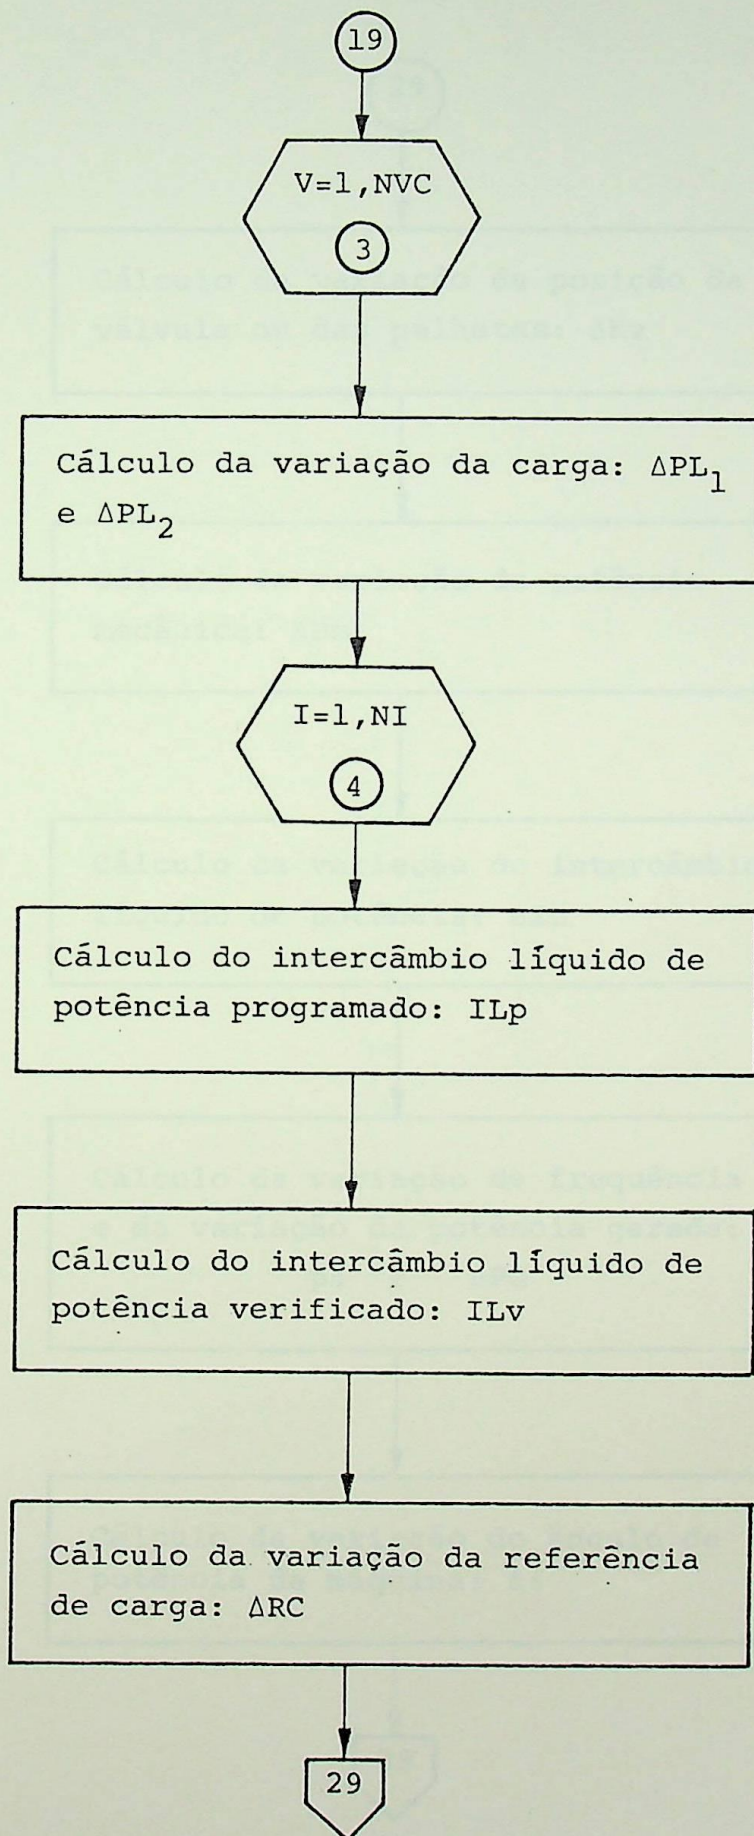 19
V=1,NVC
3
Cálculo da variação da carga: ΔPL₁
e ΔPL₂
I=1,NI
4
Cálculo do intercâmbio líquido de
potência programado: ILp
Cálculo do intercâmbio líquido de
potência verificado: ILv
Cálculo da variação da referência
de carga: ΔRC
29